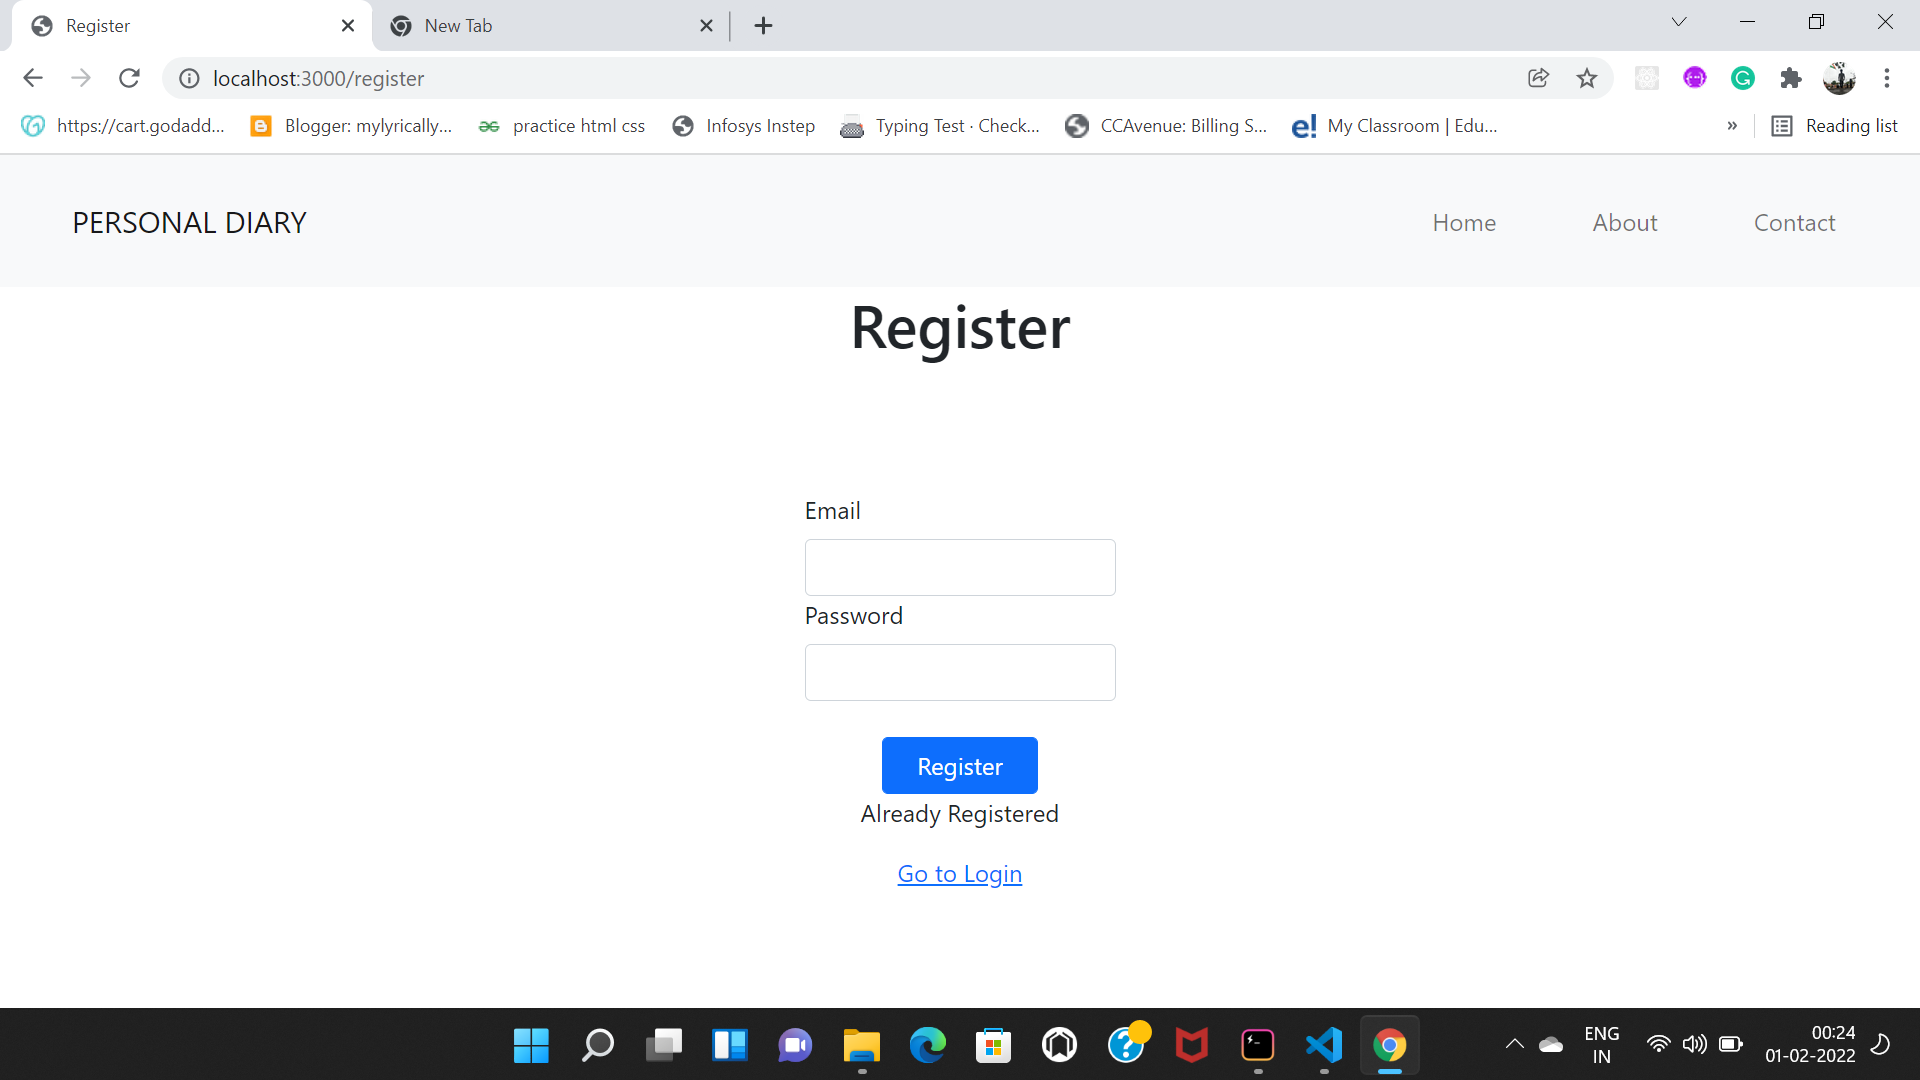 Register
New Tab
localhost:3000/register
https://cart.godadd...
Blogger: mylyrically...
practice html css
Infosys Instep
Typing Test · Check...
CCAvenue: Billing S...
e! My Classroom | Edu...
»
Reading list
PERSONAL DIARY
Home
About
Contact
Register
Email
Password
Register
Already Registered
Go to Login
ENG
IN
00:24
01-02-2022